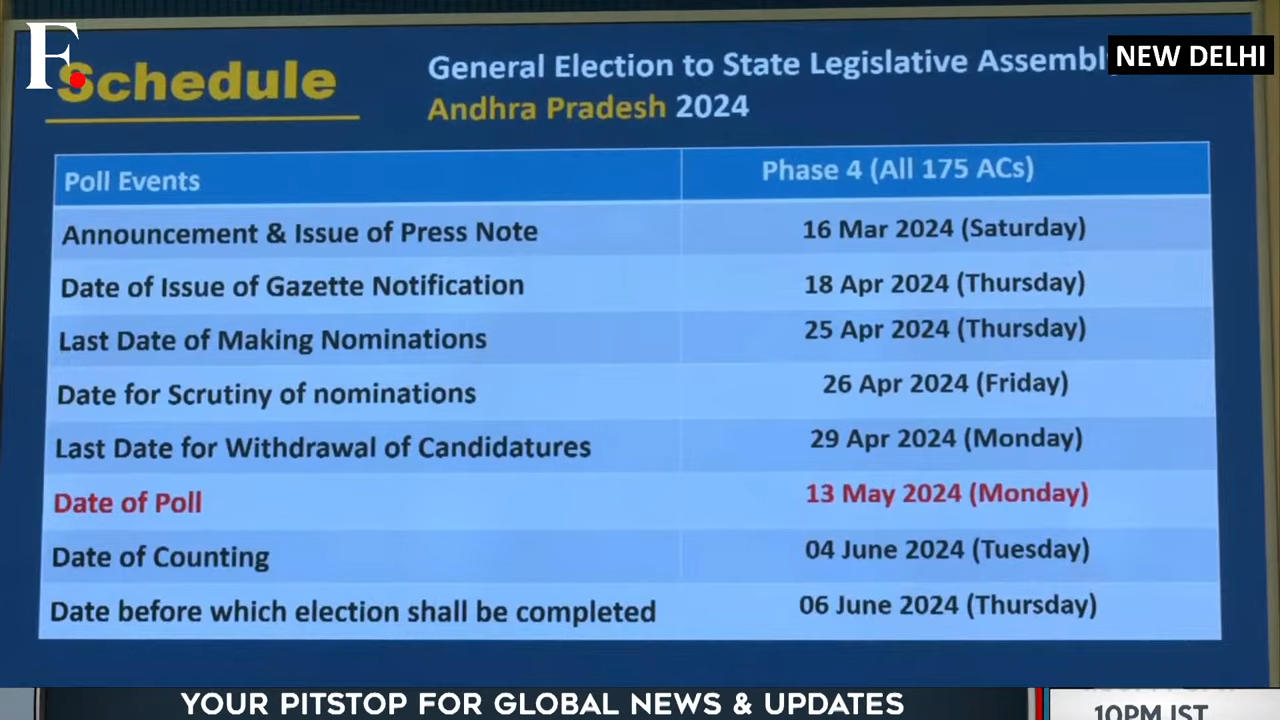 F.
Schedule
General Election to State Legislative Assembly
NEW DELHI
Andhra Pradesh 2024
Poll Events Phase 4 (All 175 ACs)
Announcement & Issue of Press Note 16 Mar 2024 (Saturday)
Date of Issue of Gazette Notification 18 Apr 2024 (Thursday)
Last Date of Making Nominations 25 Apr 2024 (Thursday)
Date for Scrutiny of nominations 26 Apr 2024 (Friday)
Last Date for Withdrawal of Candidatures 29 Apr 2024 (Monday)
Date of Poll 13 May 2024 (Monday)
Date of Counting 04 June 2024 (Tuesday)
Date before which election shall be completed 06 June 2024 (Thursday)
YOUR PITSTOP FOR GLOBAL NEWS & UPDATES
10PM IST